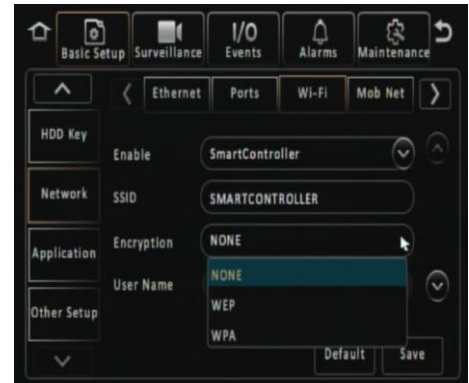 Basic Setup Surveillance I/O Events Alarms Maintenance
Ethernet Ports Wi-Fi Mob Net
HDD Key
Network
Application
Other Setup
Enable SmartController
SSID SMARTCONTROLLER
Encryption NONE
User Name
NONE
WEP
WPA
Default Save